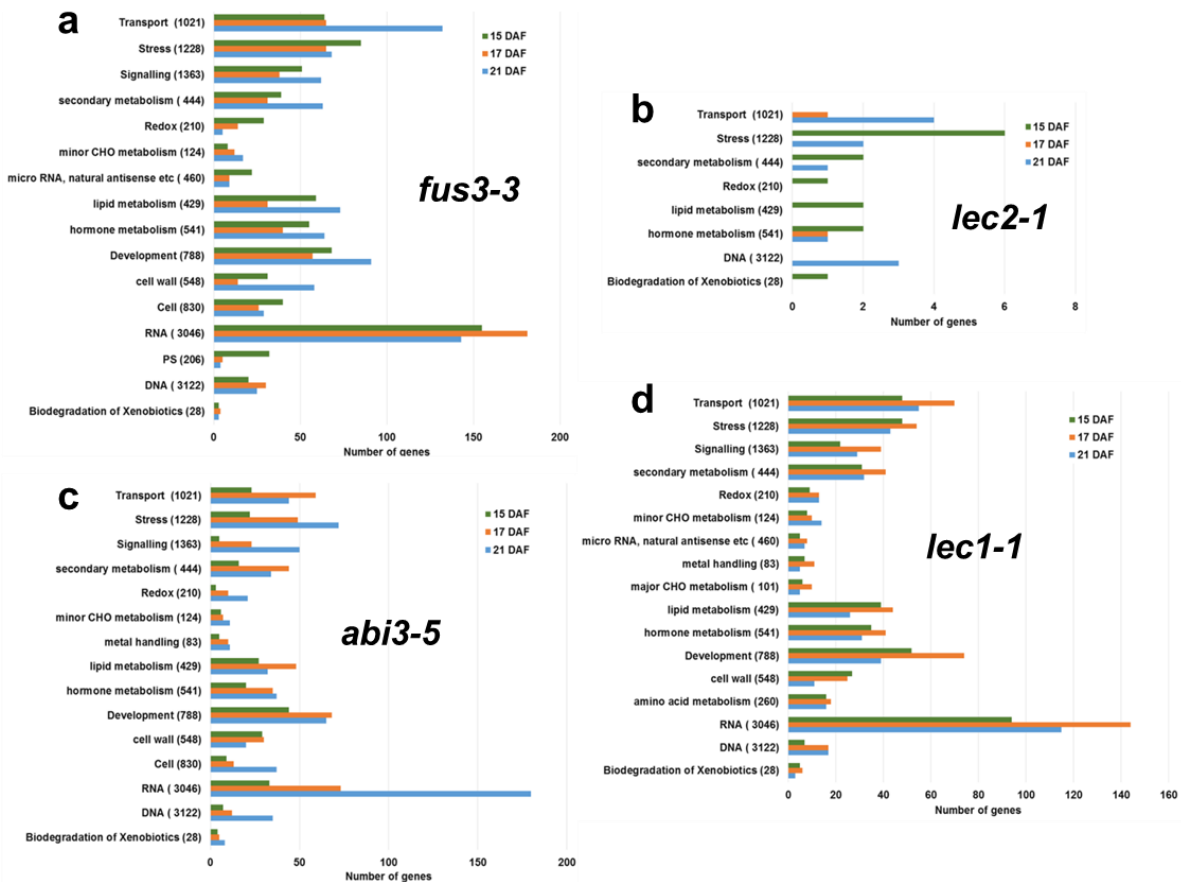 a
Transport (1021)
Stress (1228)
Signalling (1363)
secondary metabolism ( 444)
Redox (210)
minor CHO metabolism (124)
micro RNA, natural antisense etc ( 460)
lipid metabolism (429)
hormone metabolism (541)
Development (788)
cell wall (548)
Cell (830)
RNA ( 3046)
PS (206)
DNA ( 3122)
Biodegradation of Xenobiotics (28)
0 50 100 150 200
Number of genes
15 DAF
17 DAF
21 DAF
fus3-3
b
Transport (1021)
Stress (1228)
secondary metabolism ( 444)
Redox (210)
lipid metabolism (429)
hormone metabolism (541)
DNA ( 3122)
Biodegradation of Xenobiotics (28)
0 2 4 6 8
Number of genes
15 DAF
17 DAF
21 DAF
lec2-1
c
Transport (1021)
Stress (1228)
Signalling (1363)
secondary metabolism ( 444)
Redox (210)
minor CHO metabolism (124)
metal handling (83)
lipid metabolism (429)
hormone metabolism (541)
Development (788)
cell wall (548)
Cell (830)
RNA ( 3046)
DNA ( 3122)
Biodegradation of Xenobiotics (28)
0 50 100 150 200
Number of genes
15 DAF
17 DAF
21 DAF
abi3-5
d
Transport (1021)
Stress (1228)
Signalling (1363)
secondary metabolism ( 444)
Redox (210)
minor CHO metabolism (124)
micro RNA, natural antisense etc ( 460)
metal handling (83)
major CHO metabolism ( 101)
lipid metabolism (429)
hormone metabolism (541)
Development (788)
cell wall (548)
amino acid metabolism (260)
RNA ( 3046)
DNA ( 3122)
Biodegradation of Xenobiotics (28)
0 20 40 60 80 100 120 140 160
Number of genes
15 DAF
17 DAF
21 DAF
lec1-1